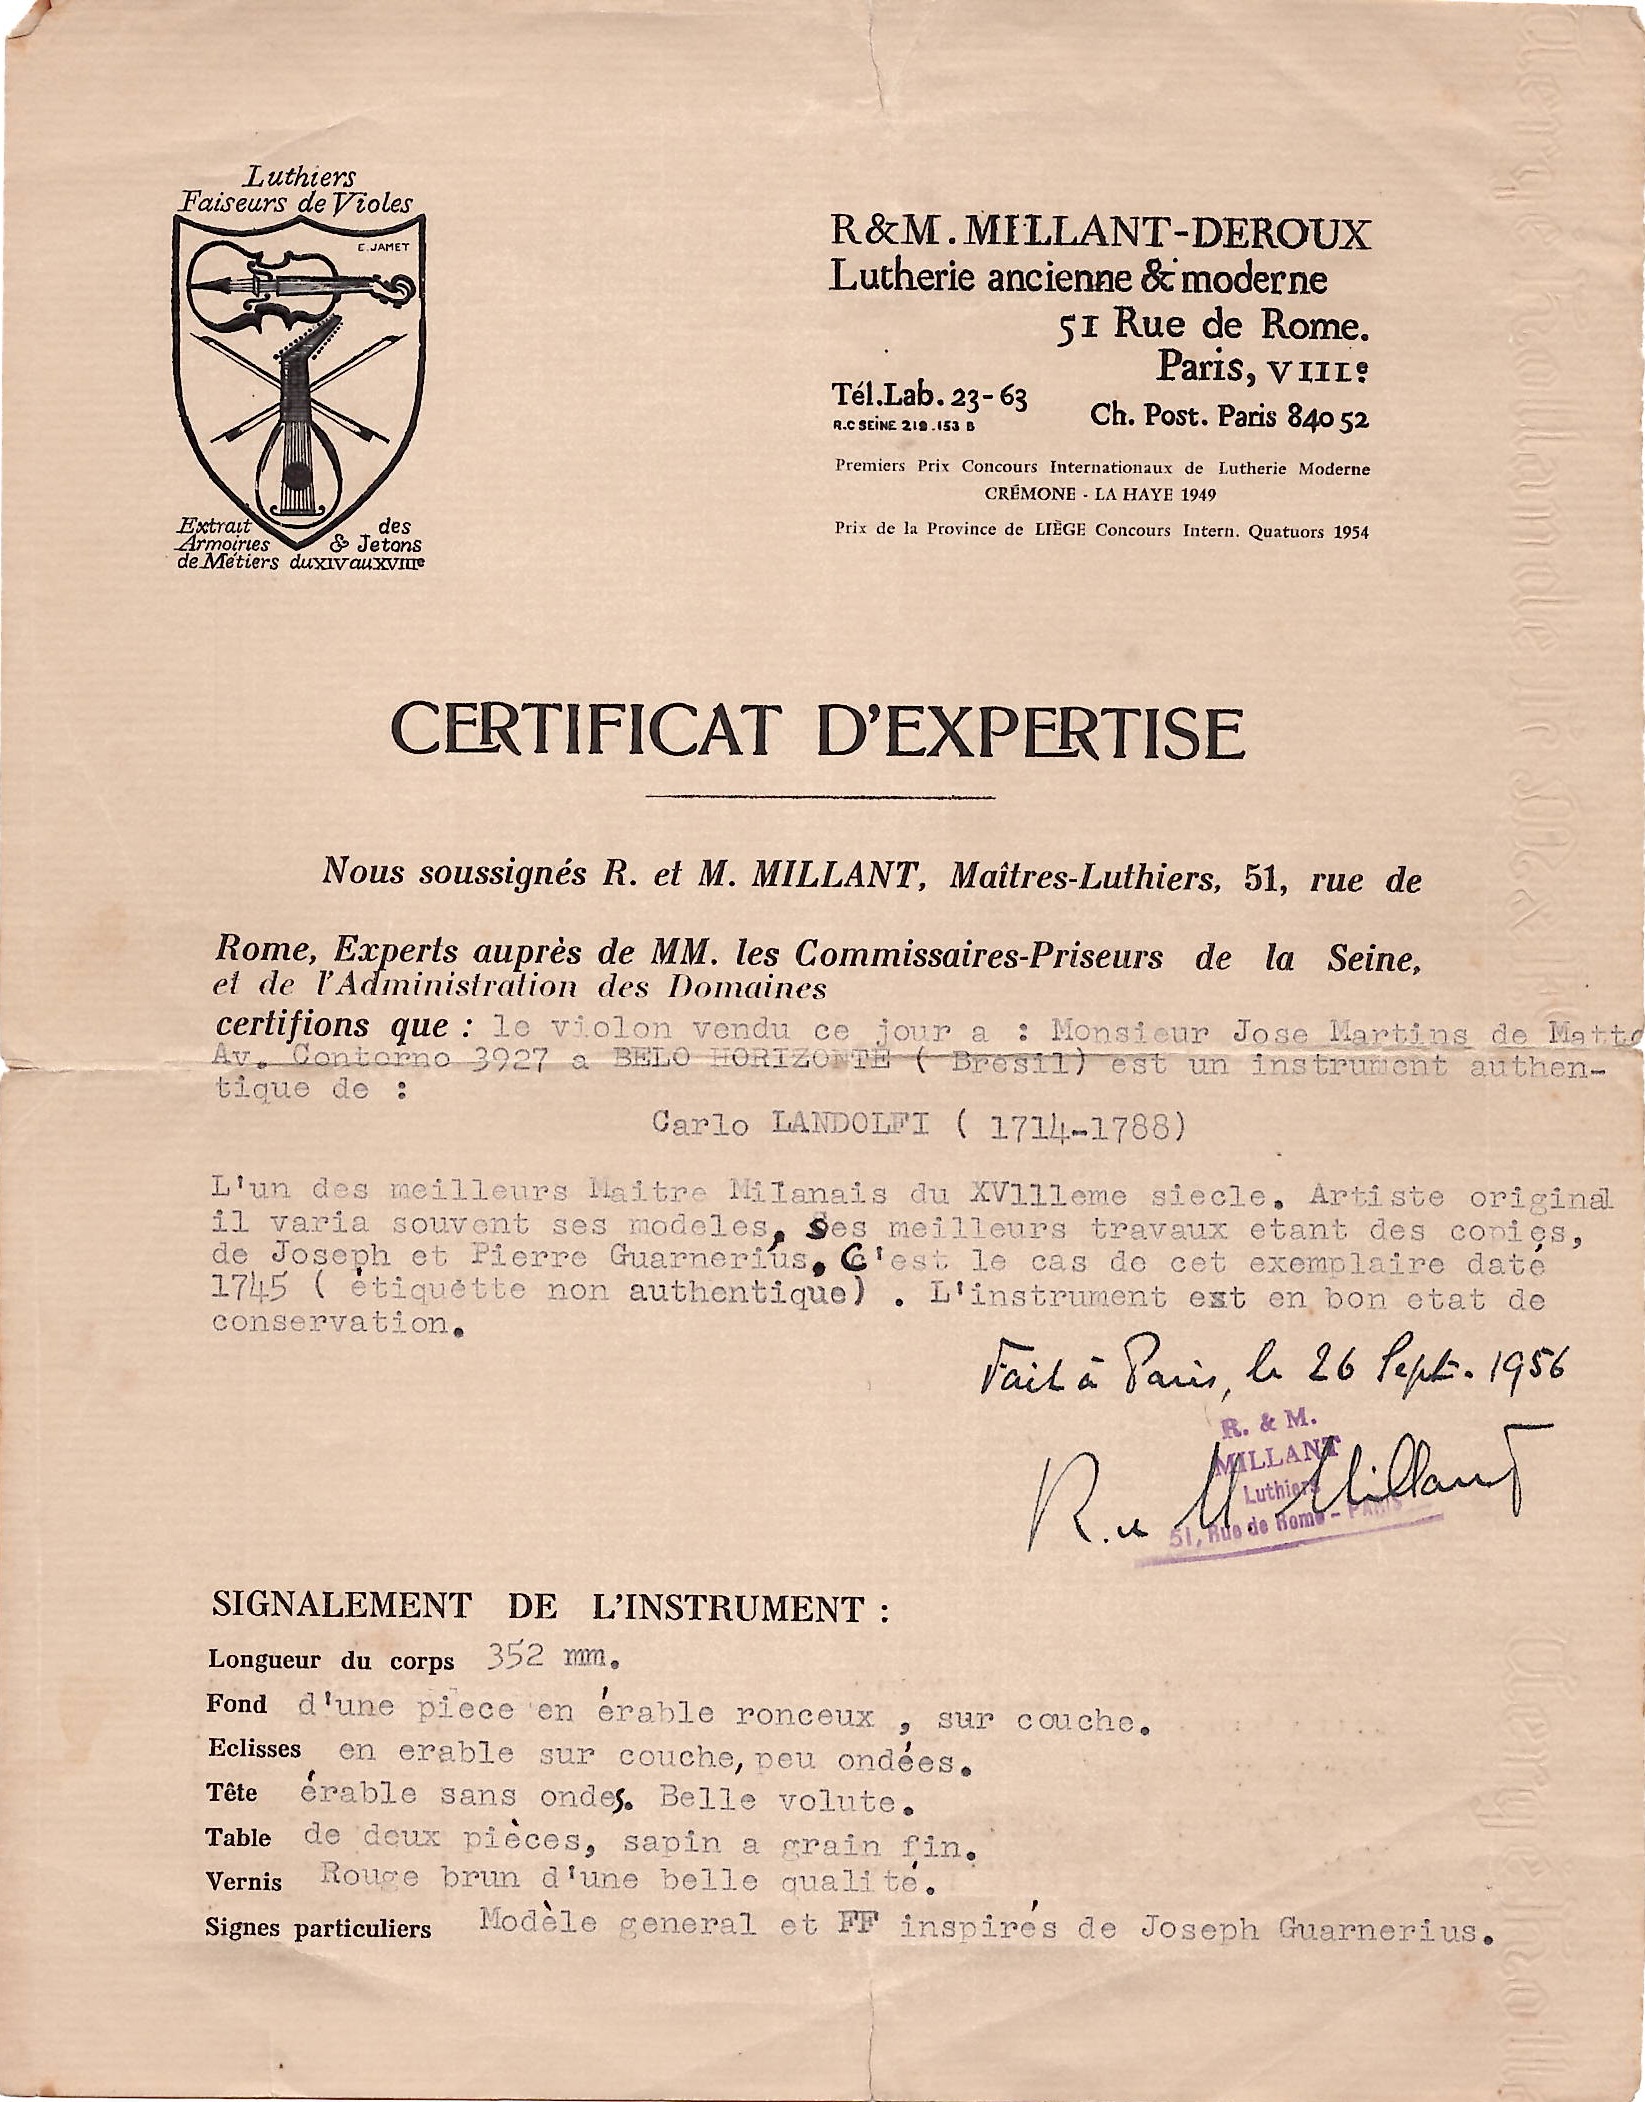 Luthiers
Faiseurs de Violes
E. JAMET
Extrait des
Armoiries & Jetons
de Métiers du XIV au XVIIIe
R & M. MILLANT-DEROUX
Lutherie ancienne & moderne
51 Rue de Rome.
Paris, VIIIe
Tél. Lab. 23-63
Ch. Post. Paris 840 52
R.C SEINE 219.153 B
Premiers Prix Concours Internationaux de Lutherie Moderne
CRÉMONE - LA HAYE 1949
Prix de la Province de LIÈGE Concours Intern. Quatuors 1954
CERTIFICAT D'EXPERTISE
Nous soussignés R. et M. MILLANT, Maîtres-Luthiers, 51, rue de
Rome, Experts auprès de MM. les Commissaires-Priseurs de la Seine,
et de l'Administration des Domaines
certifions que : le violon vendu ce jour a : Monsieur Jose Martins de Matto
Av. Contorno 3927 a BELO HORIZONTE ( Bresil) est un instrument authen-
tique de :
Carlo LANDOLFI ( 1714-1788)
L'un des meilleurs Maitre Milanais du XVllleme siecle. Artiste original
il varia souvent ses modeles. Ses meilleurs travaux etant des copies,
de Joseph et Pierre Guarnerius. C'est le cas de cet exemplaire daté
1745 ( étiquétte non authentique) . L'instrument est en bon etat de
conservation.
Fait à Paris, le 26 Sept. 1956
R. & M.
MILLANT
Luthiers
51, Rue de Rome - PARIS
R. et M. Millant
SIGNALEMENT DE L'INSTRUMENT :
Longueur du corps 352 mm.
Fond d'une piece en érable ronceux , sur couche.
Eclisses en erable sur couche, peu ondées.
Tête érable sans ondes. Belle volute.
Table de deux pièces, sapin a grain fin.
Vernis Rouge brun d'une belle qualité.
Signes particuliers Modèle general et FF inspirés de Joseph Guarnerius.